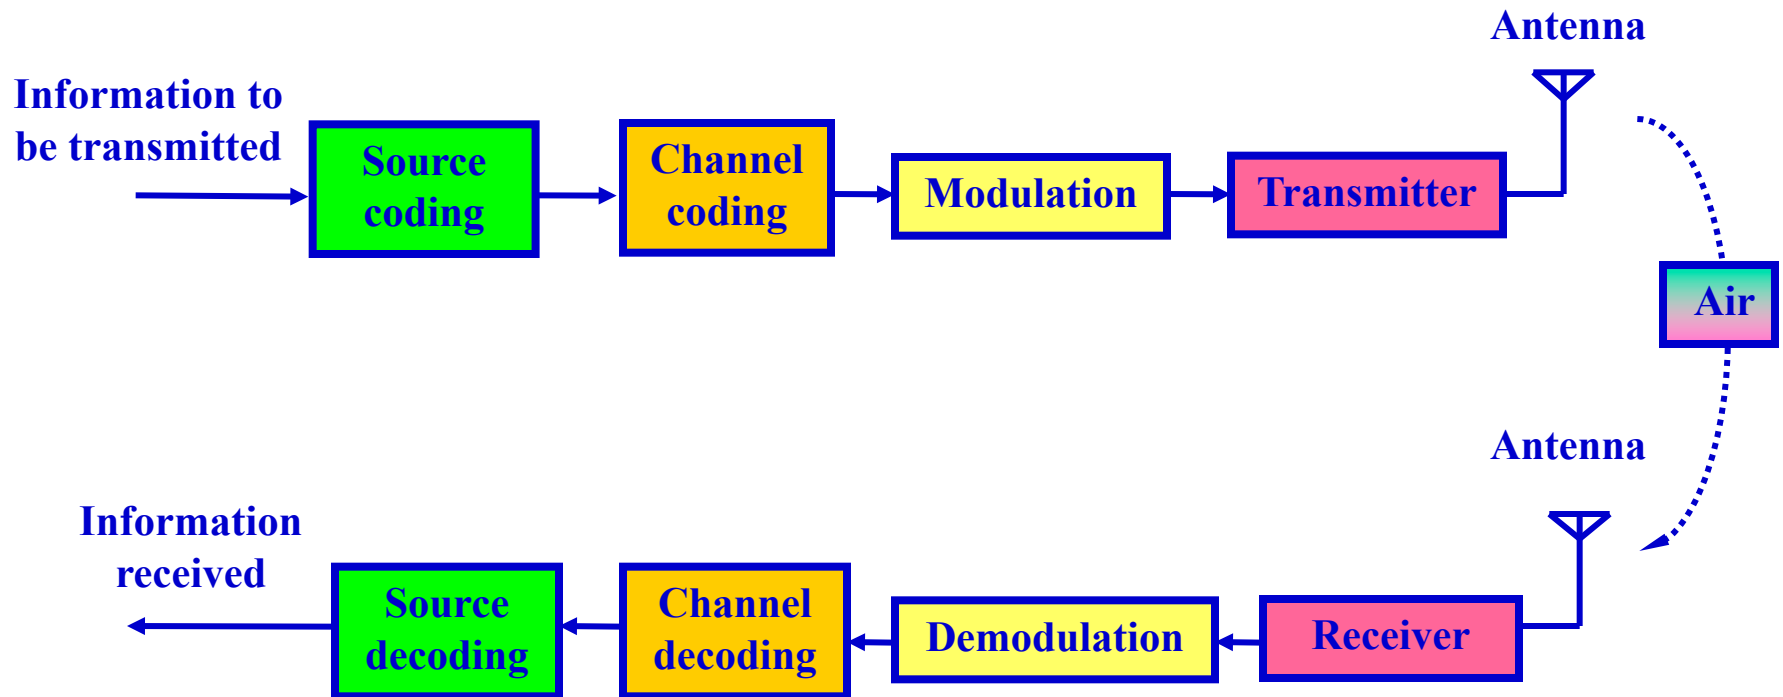 Antenna
Information to
be transmitted
Source
coding
Channel
coding
Modulation
Transmitter
Air
Antenna
Information
received
Source
decoding
Channel
decoding
Demodulation
Receiver